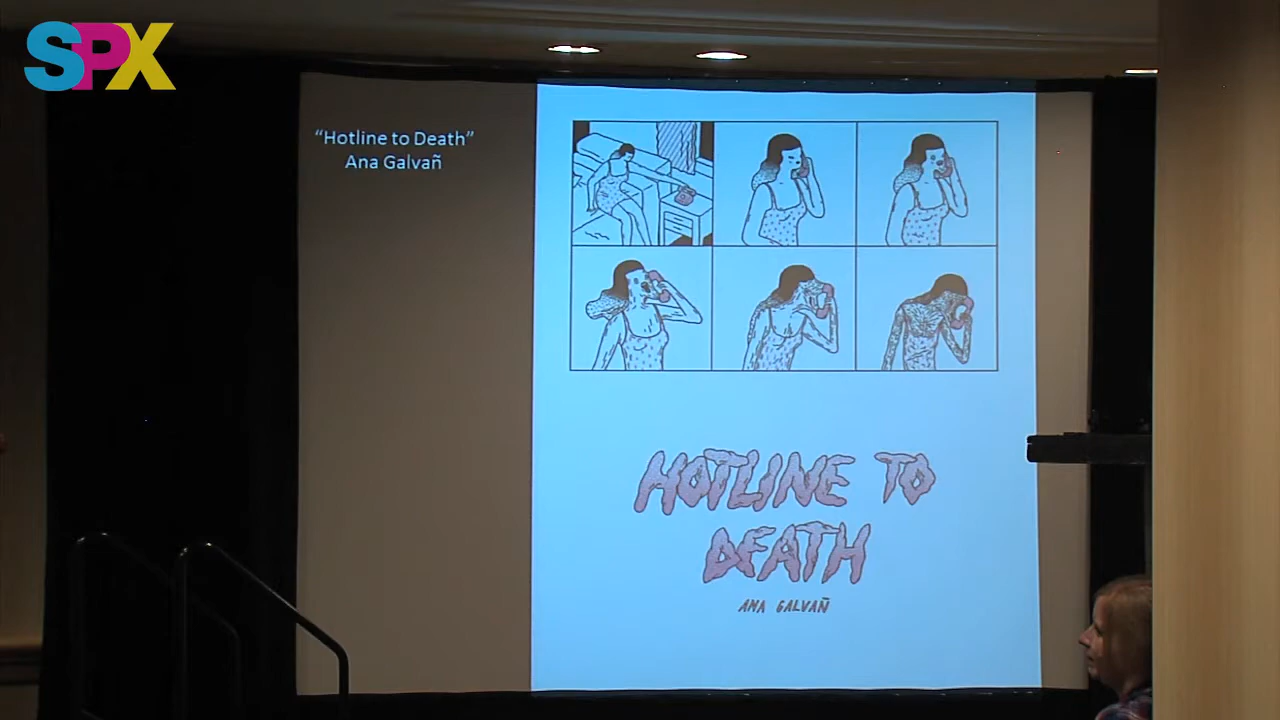 SPX
“Hotline to Death”
Ana Galvañ
HOTLINE TO
DEATH
ANA GALVAÑ